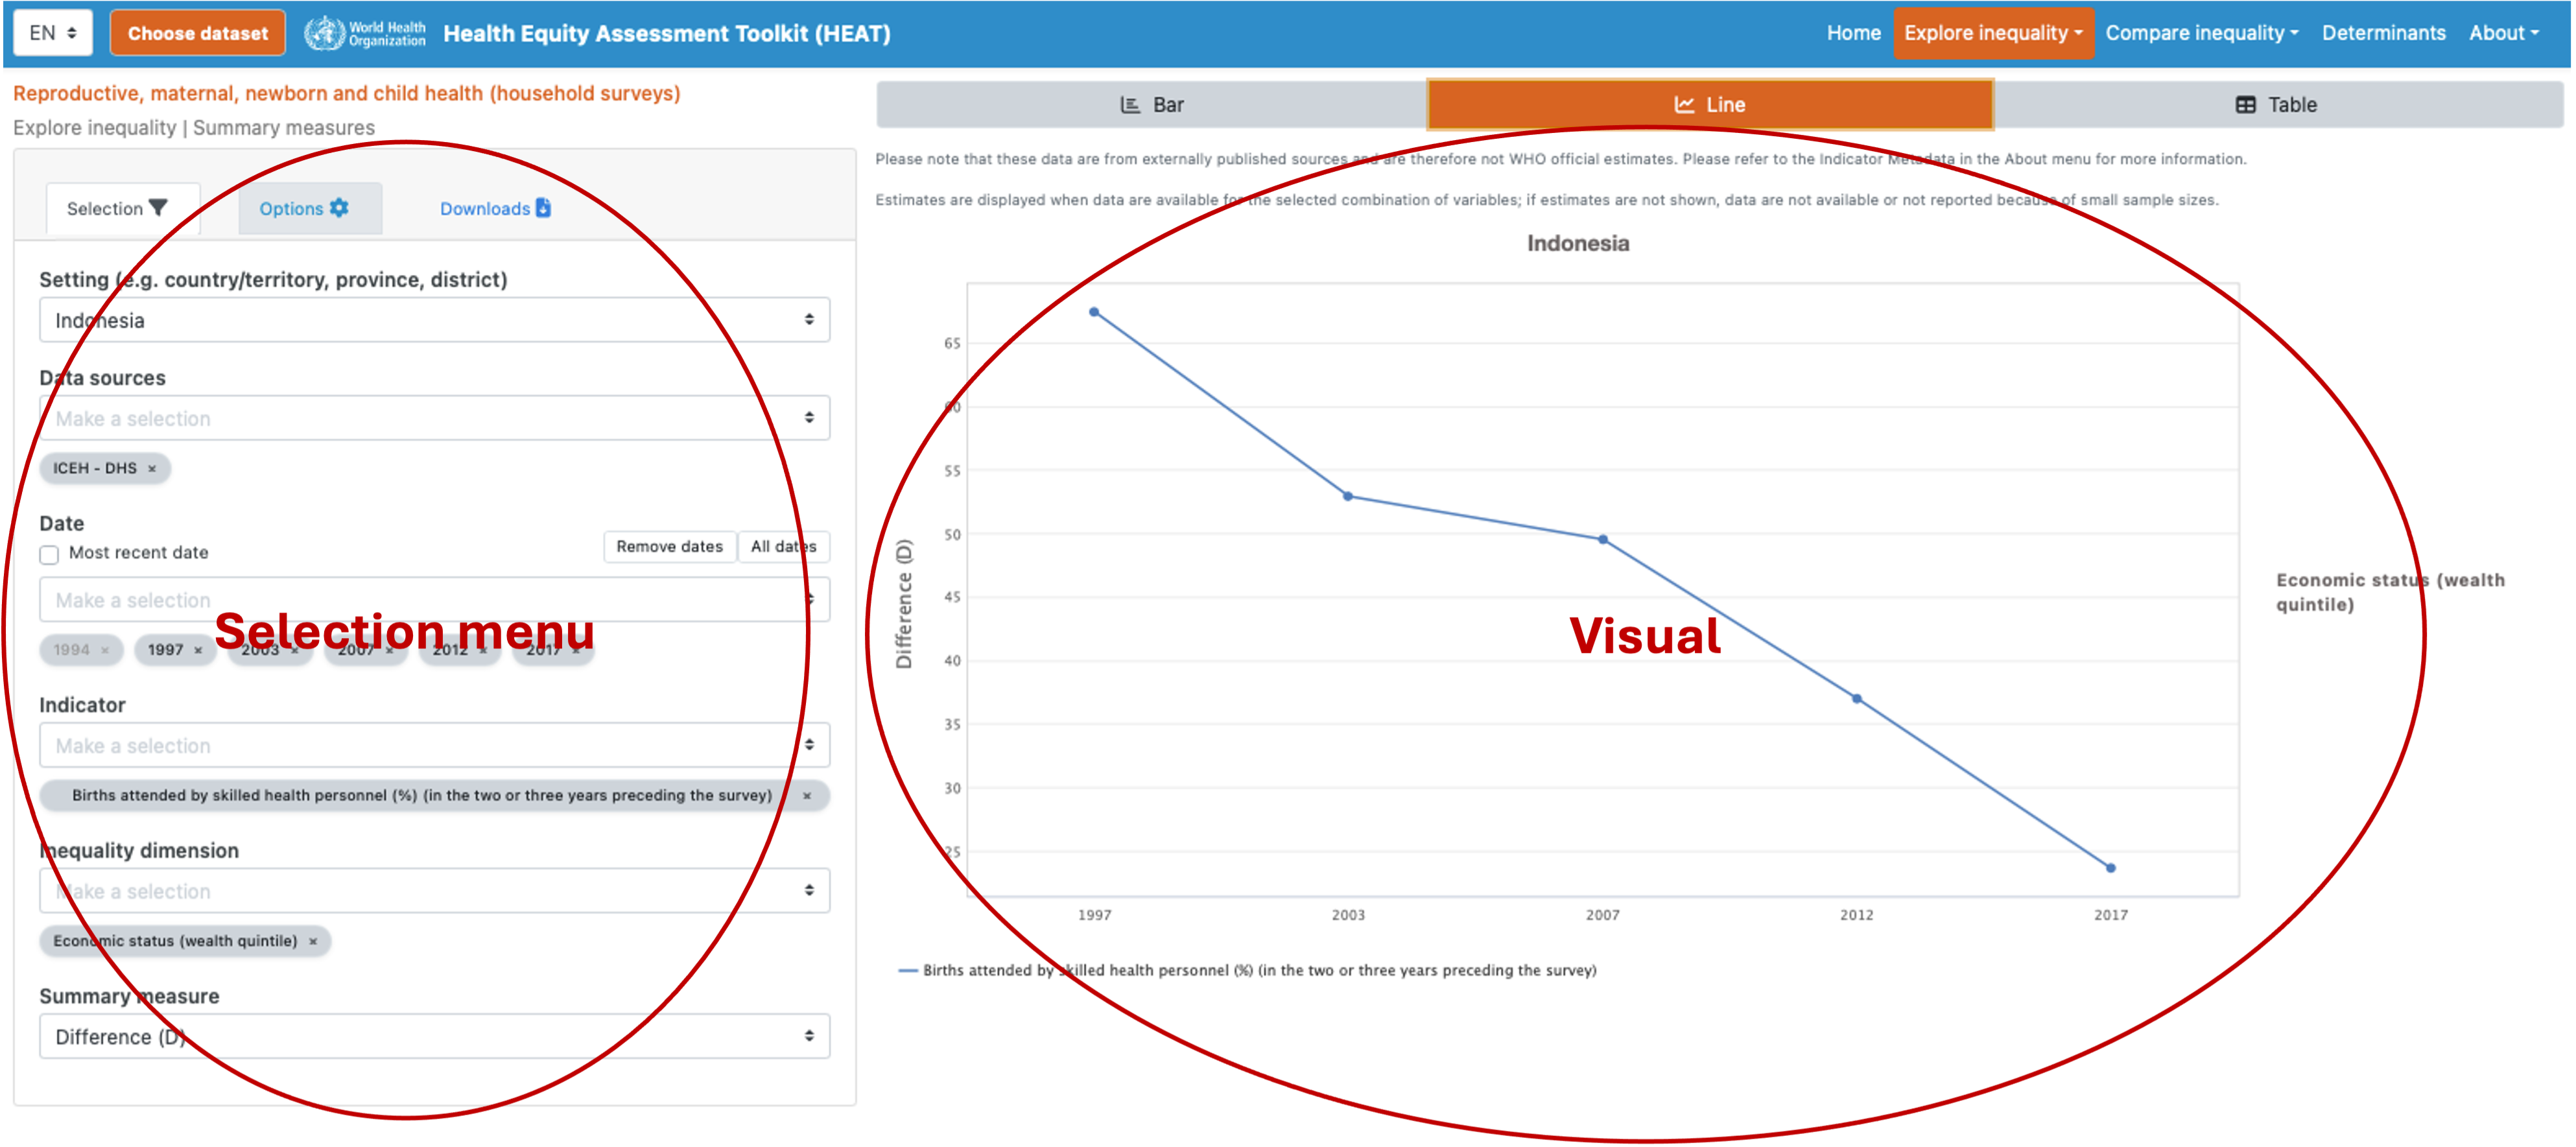 EN
Choose dataset
World Health
Organization
Health Equity Assessment Toolkit (HEAT)
Home
Explore inequality
Compare inequality
Determinants
About
Reproductive, maternal, newborn and child health (household surveys)
Explore inequality | Summary measures
Selection
Options
Downloads
Setting (e.g. country/territory, province, district)
Indonesia
Data sources
Make a selection
ICEH - DHS ×
Date
Most recent date
Remove dates
All dates
Make a selection
1994 ×
1997 ×
2003 ×
2007 ×
2012 ×
2017 ×
Selection menu
Indicator
Make a selection
Births attended by skilled health personnel (%) (in the two or three years preceding the survey) ×
Inequality dimension
Make a selection
Economic status (wealth quintile) ×
Summary measure
Difference (D)
Bar
Line
Table
Please note that these data are from externally published sources and are therefore not WHO official estimates. Please refer to the Indicator Metadata in the About menu for more information.
Estimates are displayed when data are available for the selected combination of variables; if estimates are not shown, data are not available or not reported because of small sample sizes.
Indonesia
Difference (D)
65
60
55
50
45
40
35
30
25
Visual
Economic status (wealth
quintile)
1997
2003
2007
2012
2017
Births attended by skilled health personnel (%) (in the two or three years preceding the survey)